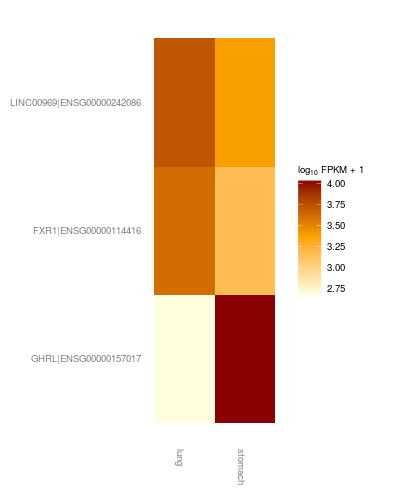 LINC00969|ENSG00000242086
FXR1|ENSG00000114416
GHRL|ENSG00000157017
lung
stomach
log₁₀ FPKM + 1
4.00
3.75
3.50
3.25
3.00
2.75